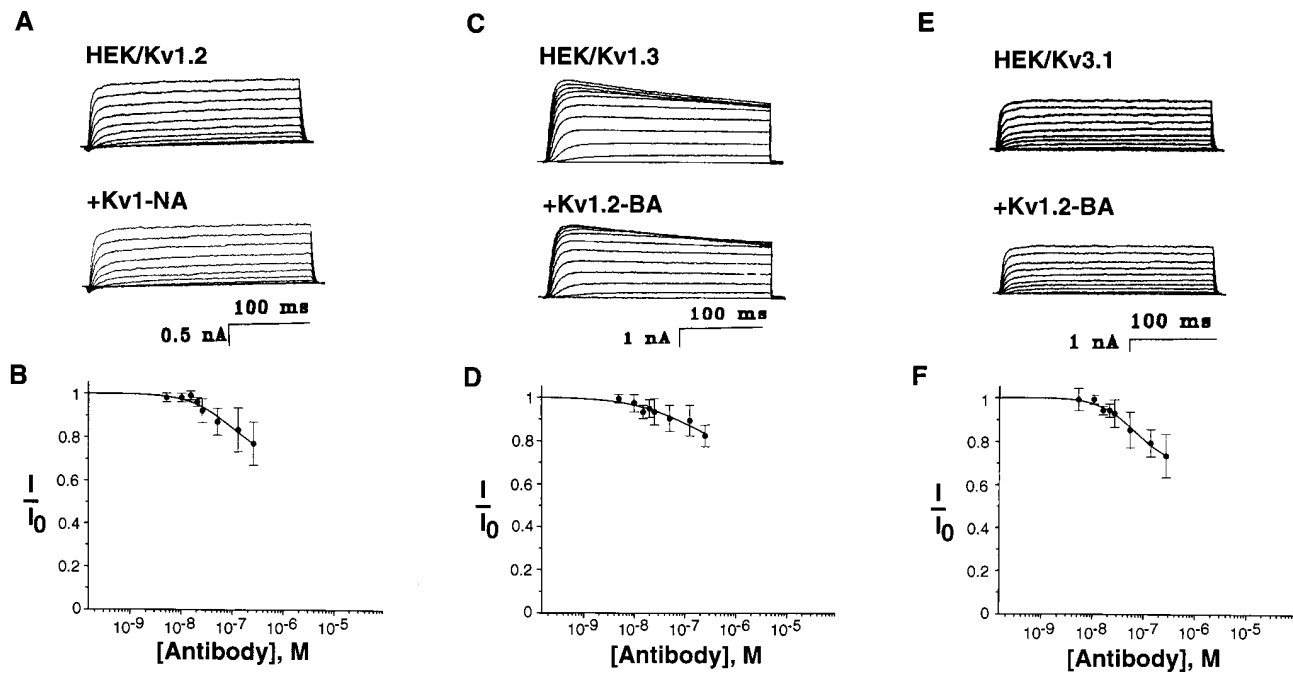 A
HEK/Kv1.2
+Kv1-NA
100 ms
0.5 nA
B
1
0.8
0.6
0.4
0.2
0
I
I0
10-9 10-8 10-7 10-6 10-5
[Antibody], M
C
HEK/Kv1.3
+Kv1.2-BA
100 ms
1 nA
D
1
0.8
0.6
0.4
0.2
0
I
I0
10-9 10-8 10-7 10-6 10-5
[Antibody], M
E
HEK/Kv3.1
+Kv1.2-BA
100 ms
1 nA
F
1
0.8
0.6
0.4
0.2
0
I
I0
10-9 10-8 10-7 10-6 10-5
[Antibody], M